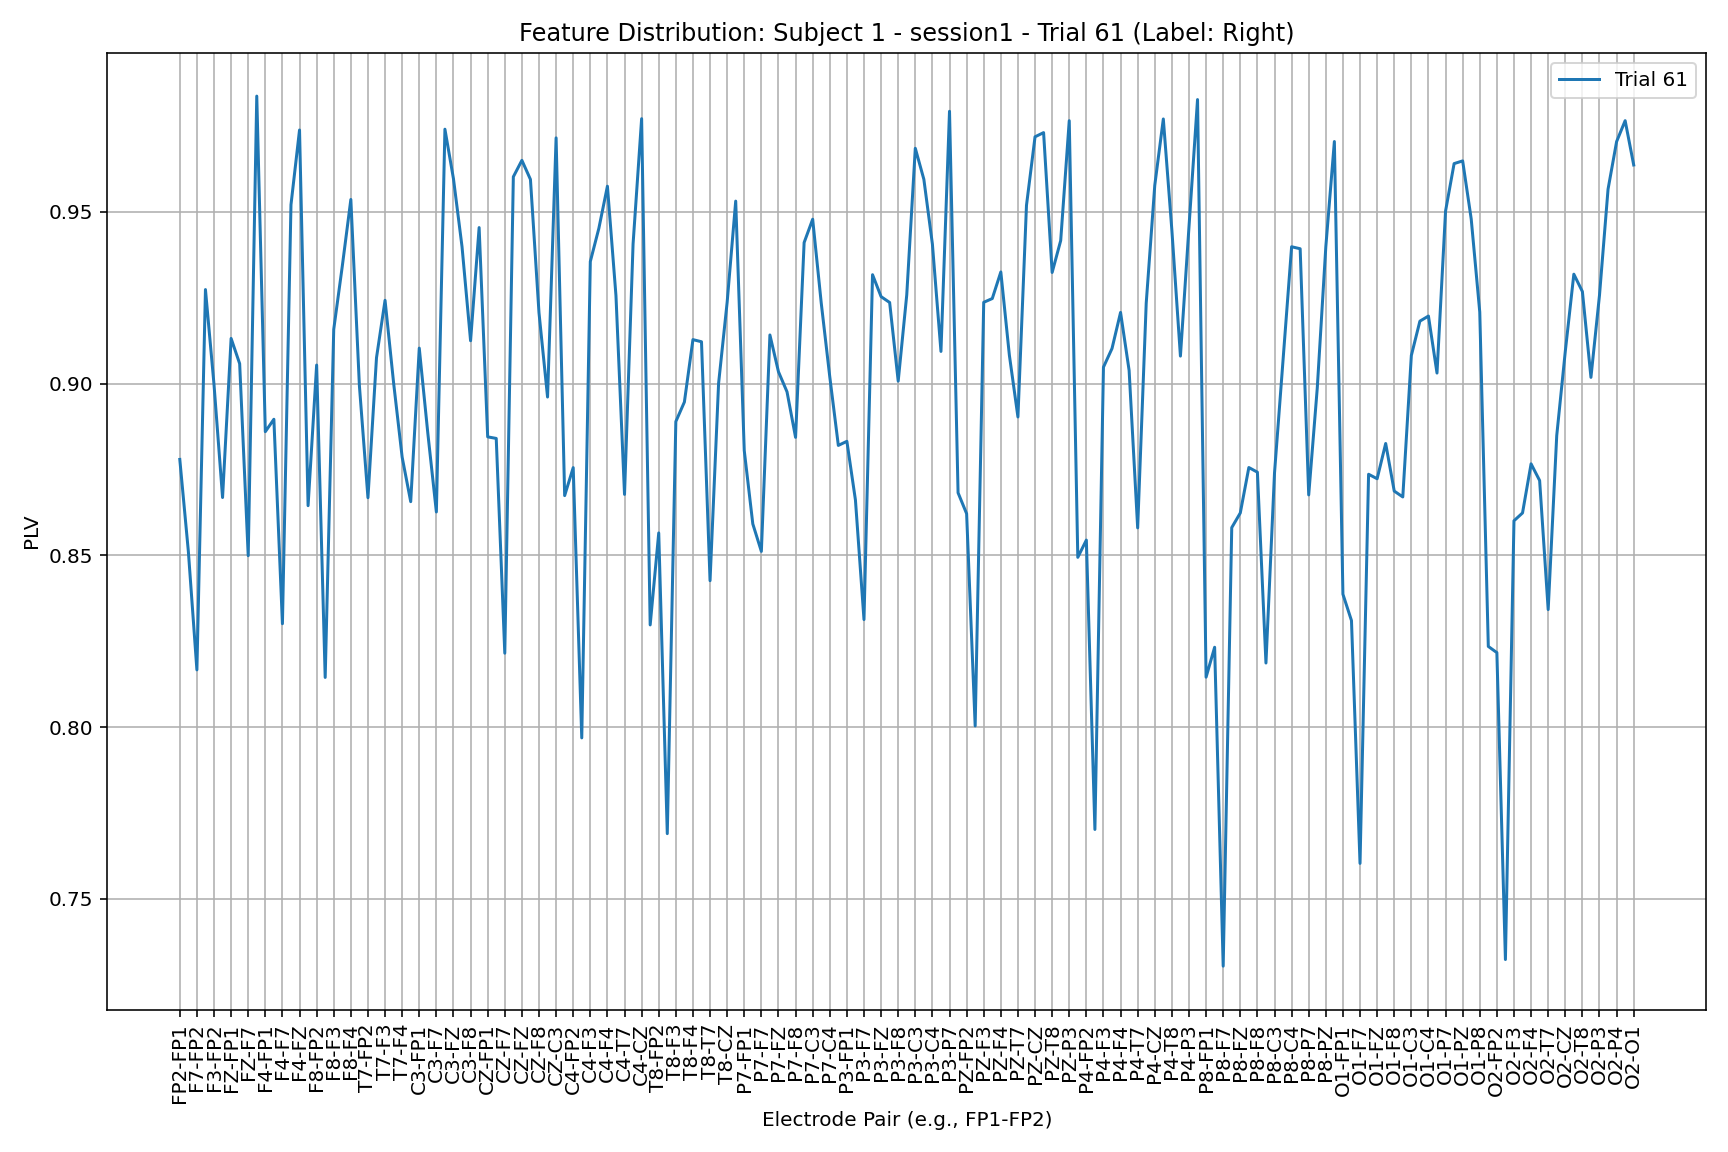 Feature Distribution: Subject 1 - session1 - Trial 61 (Label: Right)
Trial 61
PLV
0.95
0.90
0.85
0.80
0.75
FP2-FP1
F7-FP2
F3-FP2
FZ-FP1
FZ-F7
F4-FP1
F4-F7
F4-FZ
F8-FP2
F8-F3
F8-F4
T7-FP2
T7-F3
T7-F4
C3-FP1
C3-F7
C3-FZ
C3-F8
CZ-FP1
CZ-F7
CZ-FZ
CZ-F8
CZ-C3
C4-FP2
C4-F3
C4-F4
C4-T7
C4-CZ
T8-FP2
T8-F3
T8-F4
T8-T7
T8-CZ
P7-FP1
P7-F7
P7-FZ
P7-F8
P7-C3
P7-C4
P3-FP1
P3-F7
P3-FZ
P3-F8
P3-C3
P3-C4
P3-P7
PZ-FP2
PZ-F3
PZ-F4
PZ-T7
PZ-CZ
PZ-T8
PZ-P3
P4-FP2
P4-F3
P4-F4
P4-T7
P4-CZ
P4-T8
P4-P3
P8-FP1
P8-F7
P8-FZ
P8-F8
P8-C3
P8-C4
P8-P7
P8-PZ
O1-FP1
O1-F7
O1-FZ
O1-F8
O1-C3
O1-C4
O1-P7
O1-PZ
O1-P8
O2-FP2
O2-F3
O2-F4
O2-T7
O2-CZ
O2-T8
O2-P3
O2-P4
O2-O1
Electrode Pair (e.g., FP1-FP2)